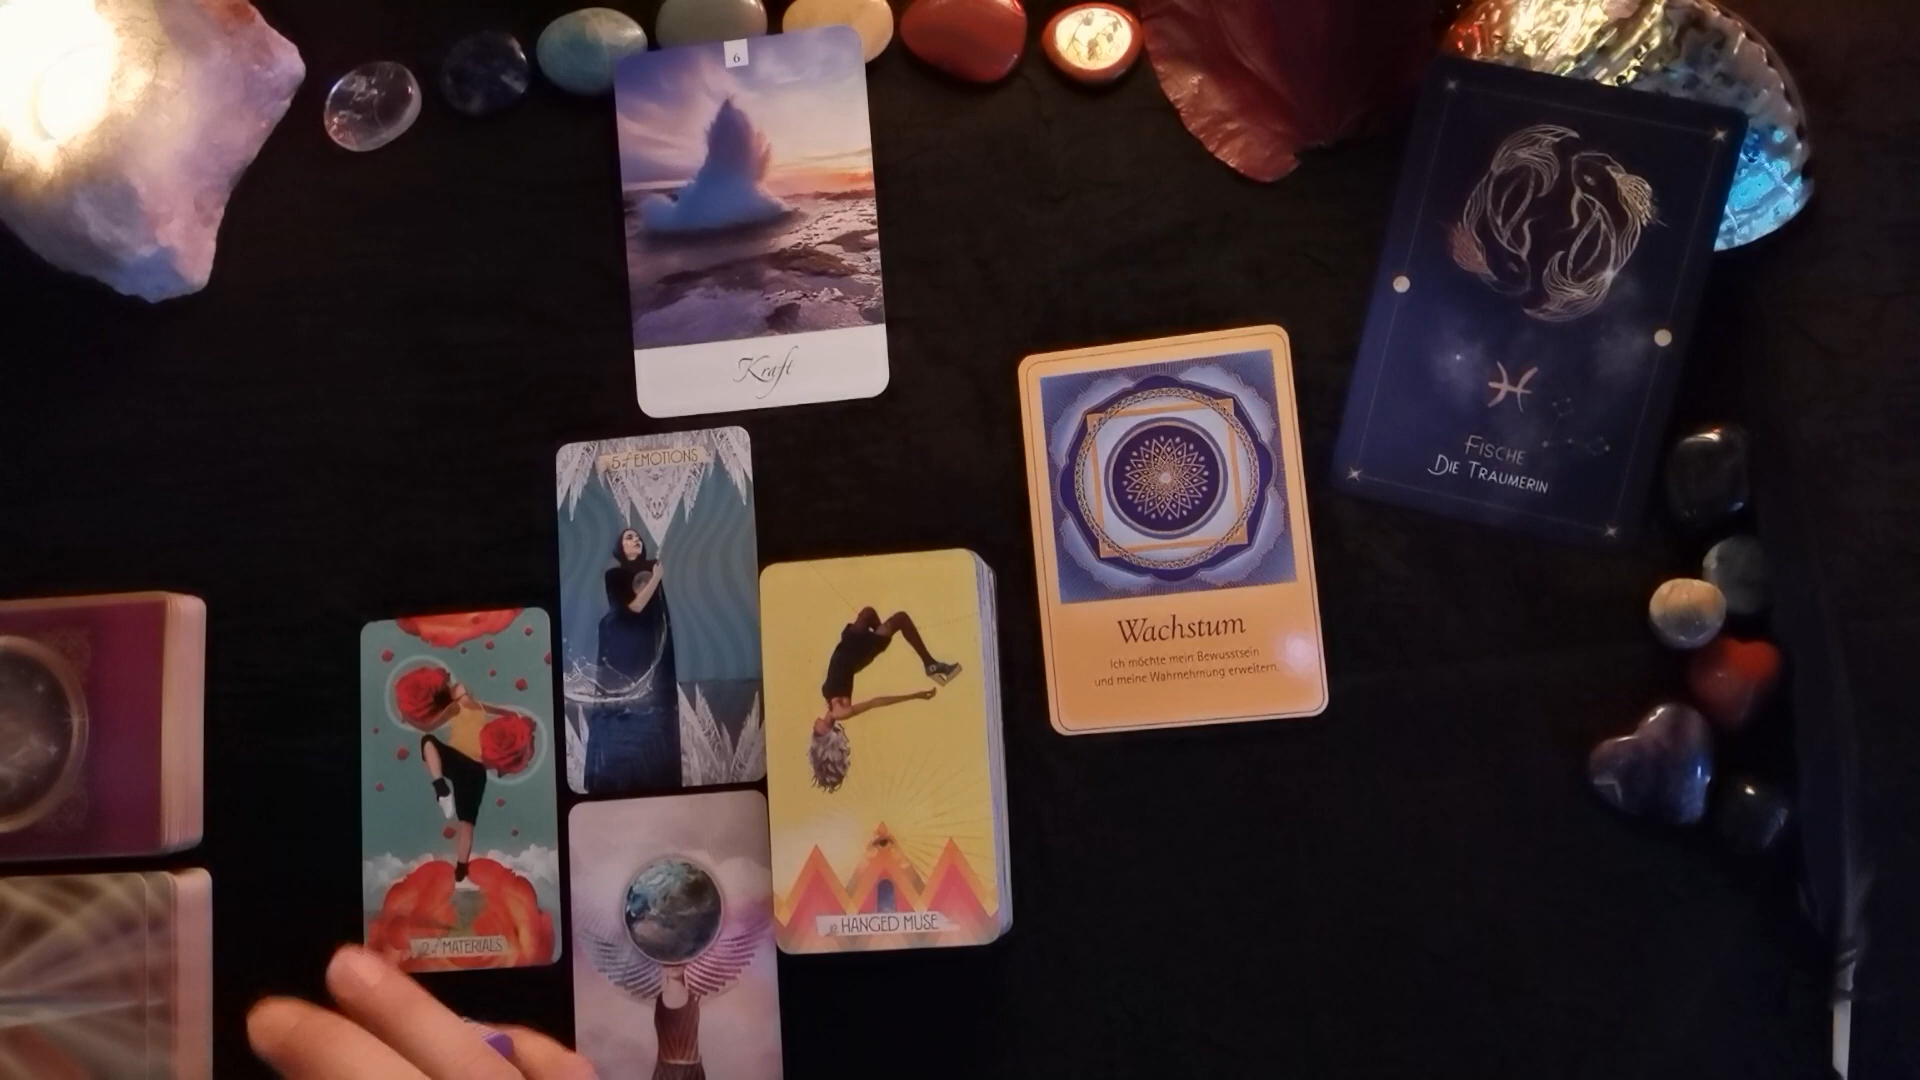 6
Kraft
5 of EMOTIONS
Wachstum
Ich möchte mein Bewusstsein
und meine Wahrnehmung erweitern.
FISCHE
DIE TRÄUMERIN
2 of MATERIALS
HANGED MUSE